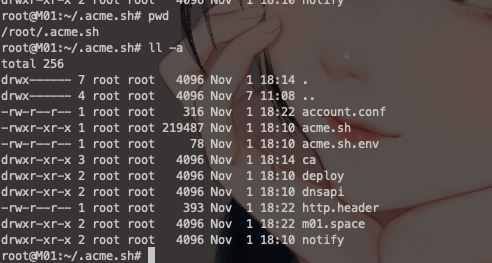 drwxr-xr-x 2 root root 4096 Nov 1 18:10 notify
root@M01:~/.acme.sh# pwd
/root/.acme.sh
root@M01:~/.acme.sh# ll -a
total 256
drwx------ 7 root root 4096 Nov 1 18:14 .
drwx------ 4 root root 4096 Nov 7 11:08 ..
-rw-r--r-- 1 root root 316 Nov 1 18:22 account.conf
-rwxr-xr-x 1 root root 219487 Nov 1 18:10 acme.sh
-rw-r--r-- 1 root root 78 Nov 1 18:10 acme.sh.env
drwxr-xr-x 3 root root 4096 Nov 1 18:14 ca
drwxr-xr-x 2 root root 4096 Nov 1 18:10 deploy
drwxr-xr-x 2 root root 4096 Nov 1 18:10 dnsapi
-rw-r--r-- 1 root root 393 Nov 1 18:22 http.header
drwxr-xr-x 2 root root 4096 Nov 1 18:22 m01.space
drwxr-xr-x 2 root root 4096 Nov 1 18:10 notify
root@M01:~/.acme.sh#